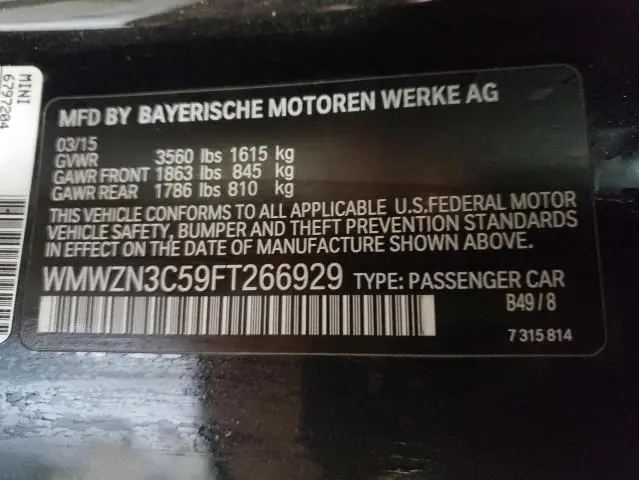 MINI
6797204
MFD BY BAYERISCHE MOTOREN WERKE AG
03/15
GVWR 3560 lbs 1615 kg
GAWR FRONT 1863 lbs 845 kg
GAWR REAR 1786 lbs 810 kg
THIS VEHICLE CONFORMS TO ALL APPLICABLE U.S.FEDERAL MOTOR
VEHICLE SAFETY, BUMPER AND THEFT PREVENTION STANDARDS
IN EFFECT ON THE DATE OF MANUFACTURE SHOWN ABOVE.
WMWZN3C59FT266929 TYPE: PASSENGER CAR
B49/8
7 315 814